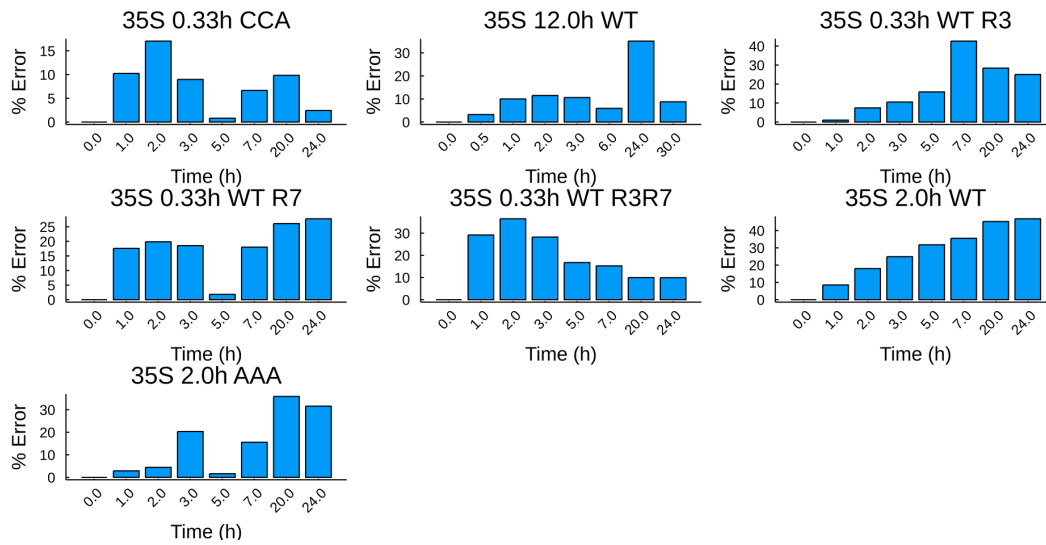 35S 0.33h CCA
% Error
15
10
5
0
0.0 1.0 2.0 3.0 5.0 7.0 20.0 24.0
Time (h)
35S 12.0h WT
% Error
30
20
10
0
0.0 0.5 1.0 2.0 3.0 6.0 24.0 30.0
Time (h)
35S 0.33h WT R3
% Error
40
30
20
10
0
0.0 1.0 2.0 3.0 5.0 7.0 20.0 24.0
Time (h)
35S 0.33h WT R7
% Error
25
20
15
10
5
0
0.0 1.0 2.0 3.0 5.0 7.0 20.0 24.0
Time (h)
35S 0.33h WT R3R7
% Error
30
20
10
0
0.0 1.0 2.0 3.0 5.0 7.0 20.0 24.0
Time (h)
35S 2.0h WT
% Error
40
30
20
10
0
0.0 1.0 2.0 3.0 5.0 7.0 20.0 24.0
Time (h)
35S 2.0h AAA
% Error
30
20
10
0
0.0 1.0 2.0 3.0 5.0 7.0 20.0 24.0
Time (h)